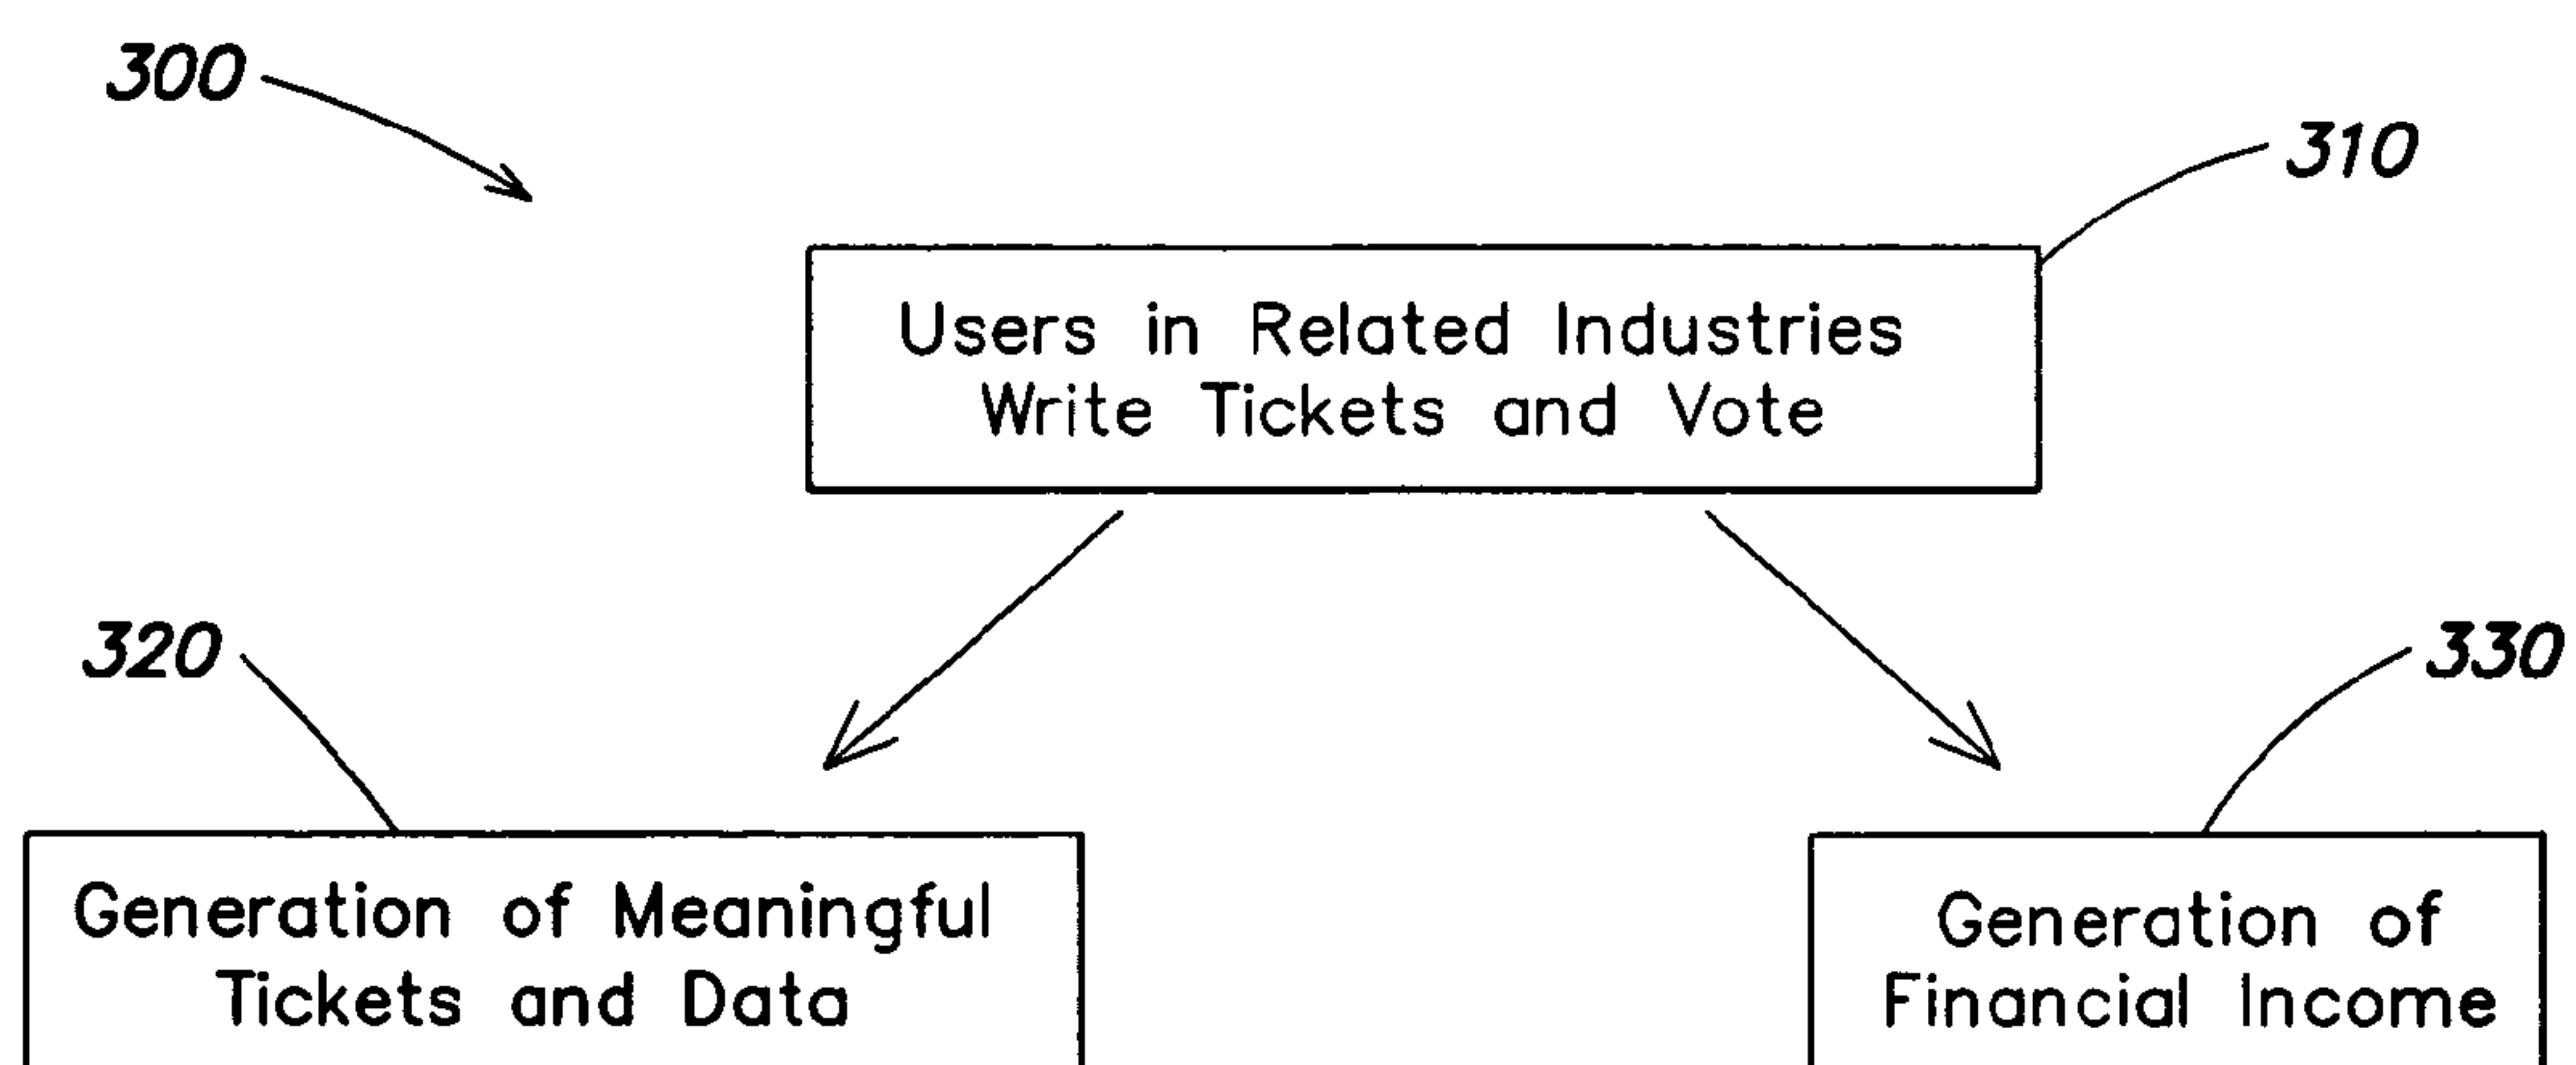 300
310
Users in Related Industries
Write Tickets and Vote
320
330
Generation of Meaningful
Tickets and Data
Generation of
Financial Income